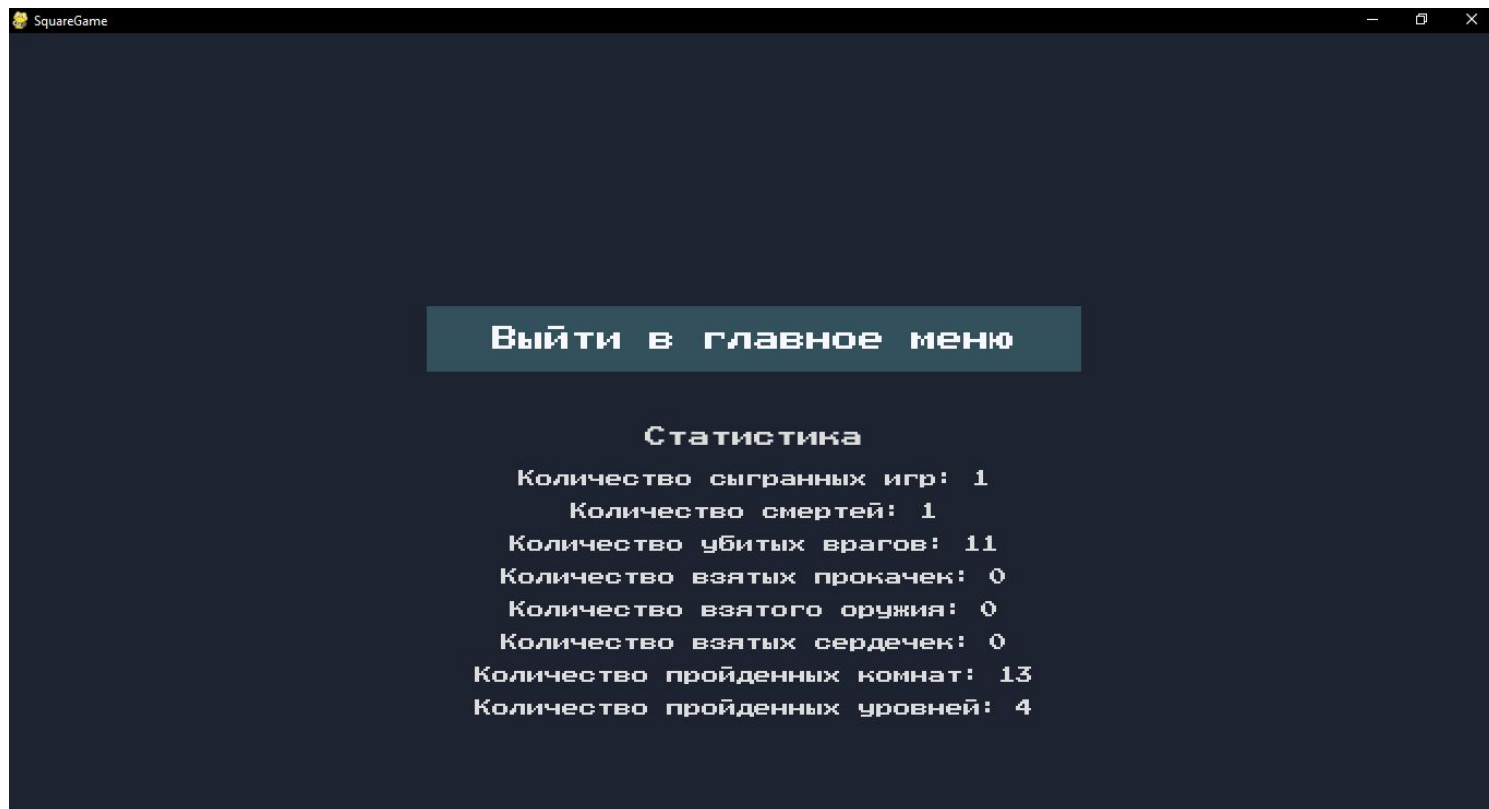 SquareGame
Выйти в главное меню
Статистика
Количество сыгранных игр: 1
Количество смертей: 1
Количество убитых врагов: 11
Количество взятых прокачек: 0
Количество взятого оружия: 0
Количество взятых сердечек: 0
Количество пройденных комнат: 13
Количество пройденных уровней: 4